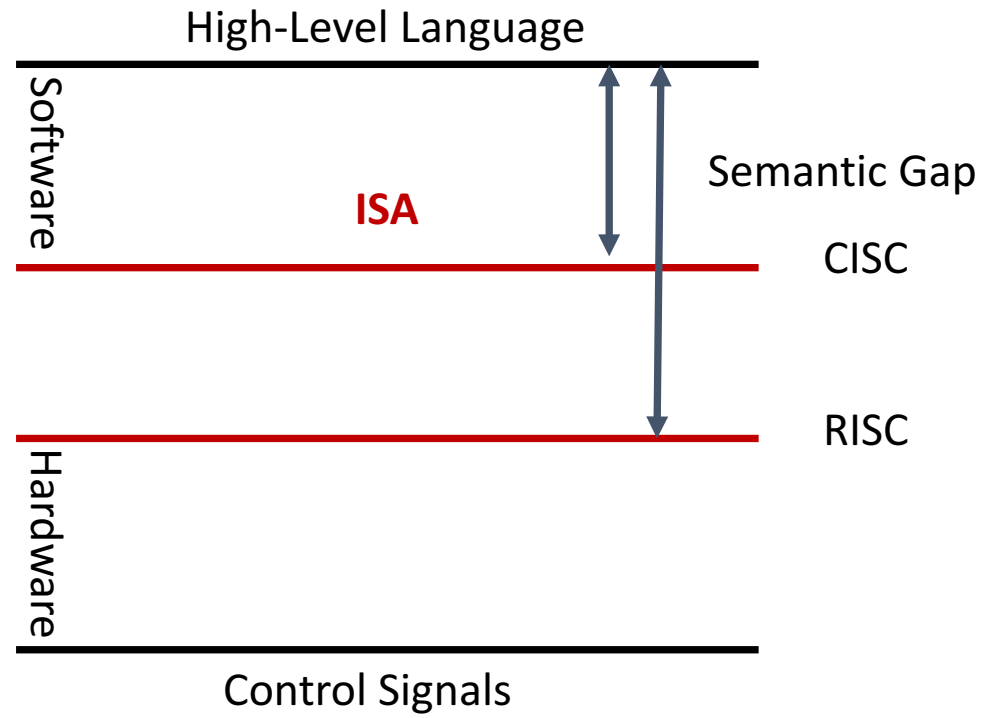 High-Level Language
Software
Semantic Gap
ISA
CISC
RISC
Hardware
Control Signals